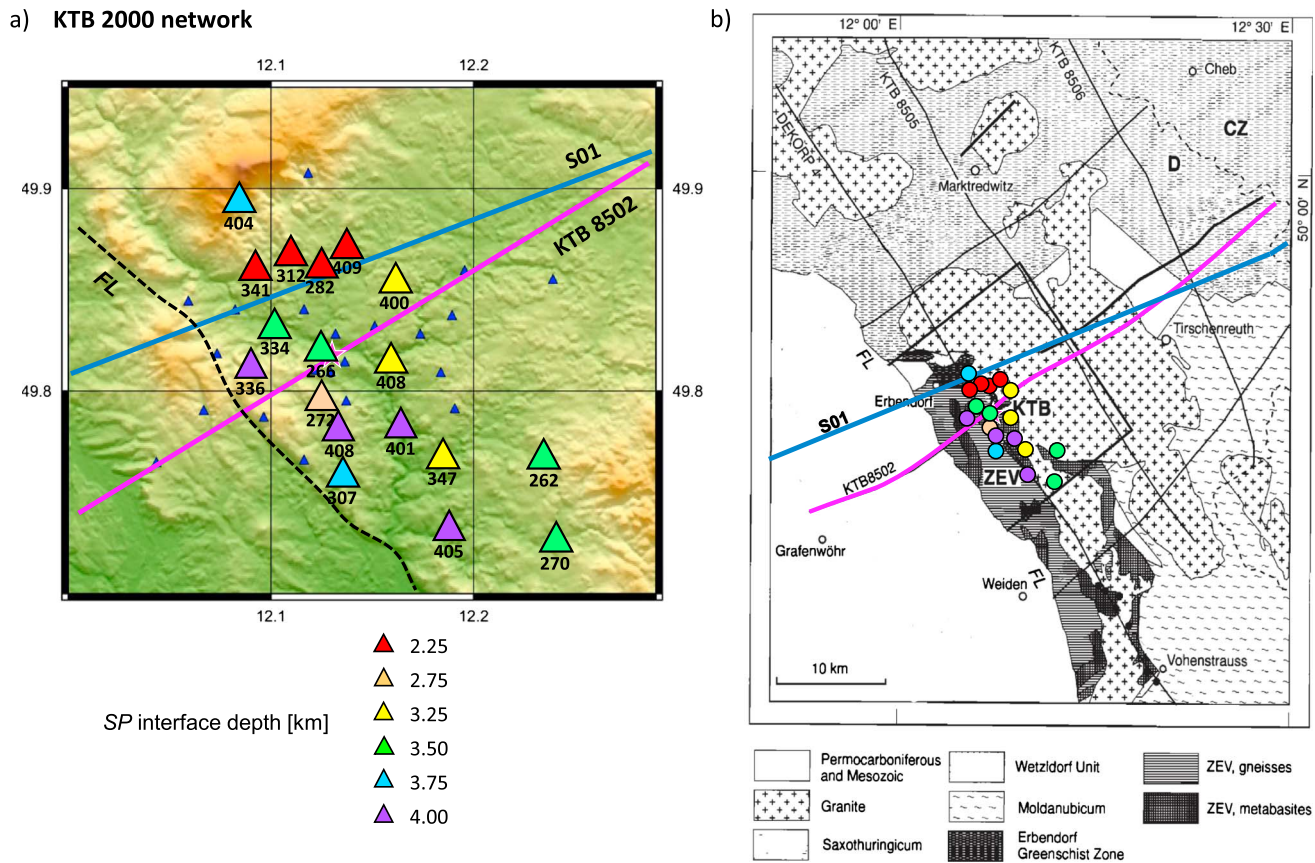 a) KTB 2000 network
12.1 12.2
49.9 49.9
49.8 49.8
12.1 12.2
S01
KTB 8502
FL
404
409
312
282
341
400
334
266
336
408
272
408
401
347
262
307
405
270
SP interface depth [km]
2.25
2.75
3.25
3.50
3.75
4.00
b)
12° 00' E 12° 30' E
50° 00' N
KTB 8506
KTB 8505
DEKORP 4
Cheb
CZ
D
Marktredwitz
Tirschenreuth
FL
Erbendorf
KTB
S01
ZEV
KTB8502
Grafenwöhr
FL
Weiden
Vohenstrauss
10 km
Permocarboniferous
and Mesozoic
Granite
Saxothuringicum
Wetzldorf Unit
Moldanubicum
Erbendorf
Greenschist Zone
ZEV, gneisses
ZEV, metabasites